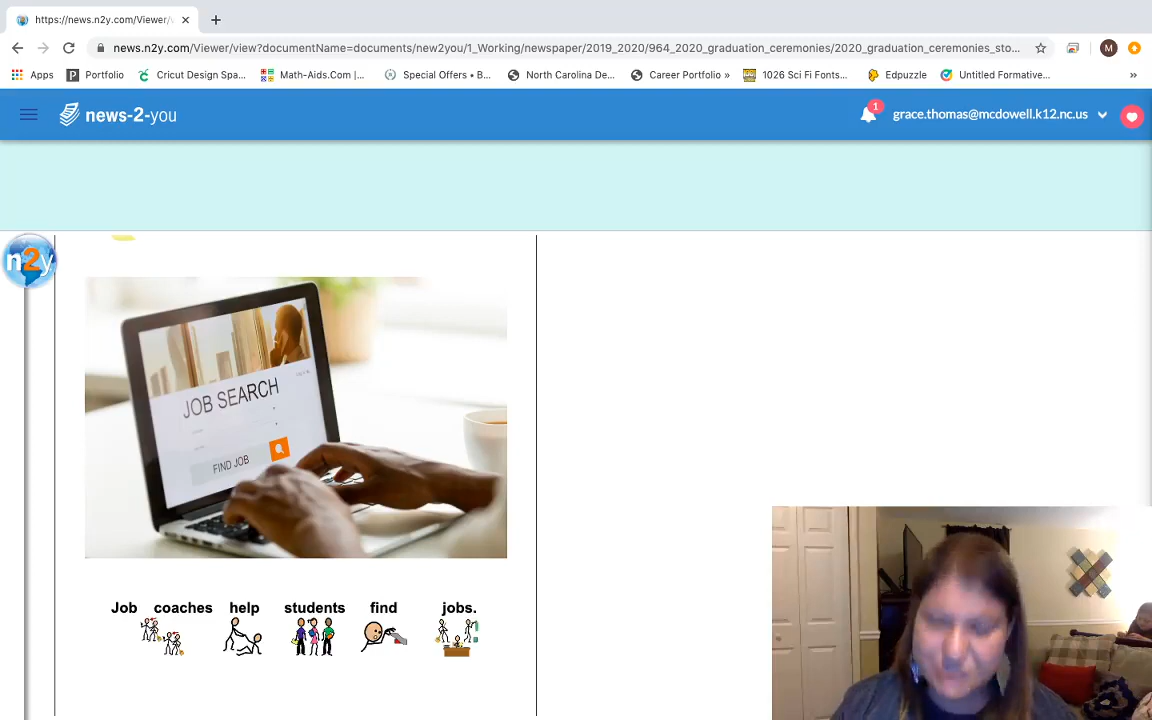 https://news.n2y.com/Viewer/v
news.n2y.com/Viewer/view?documentName=documents/new2you/1_Working/newspaper/2019_2020/964_2020_graduation_ceremonies/2020_graduation_ceremonies_sto...
M
Apps Portfolio Cricut Design Spa... Math-Aids.Com |... Special Offers • B... North Carolina De... Career Portfolio » 1026 Sci Fi Fonts... Edpuzzle Untitled Formative... »
news-2-you 1 grace.thomas@mcdowell.k12.nc.us
n2y
JOB SEARCH
FIND JOB
Job coaches help students find jobs.